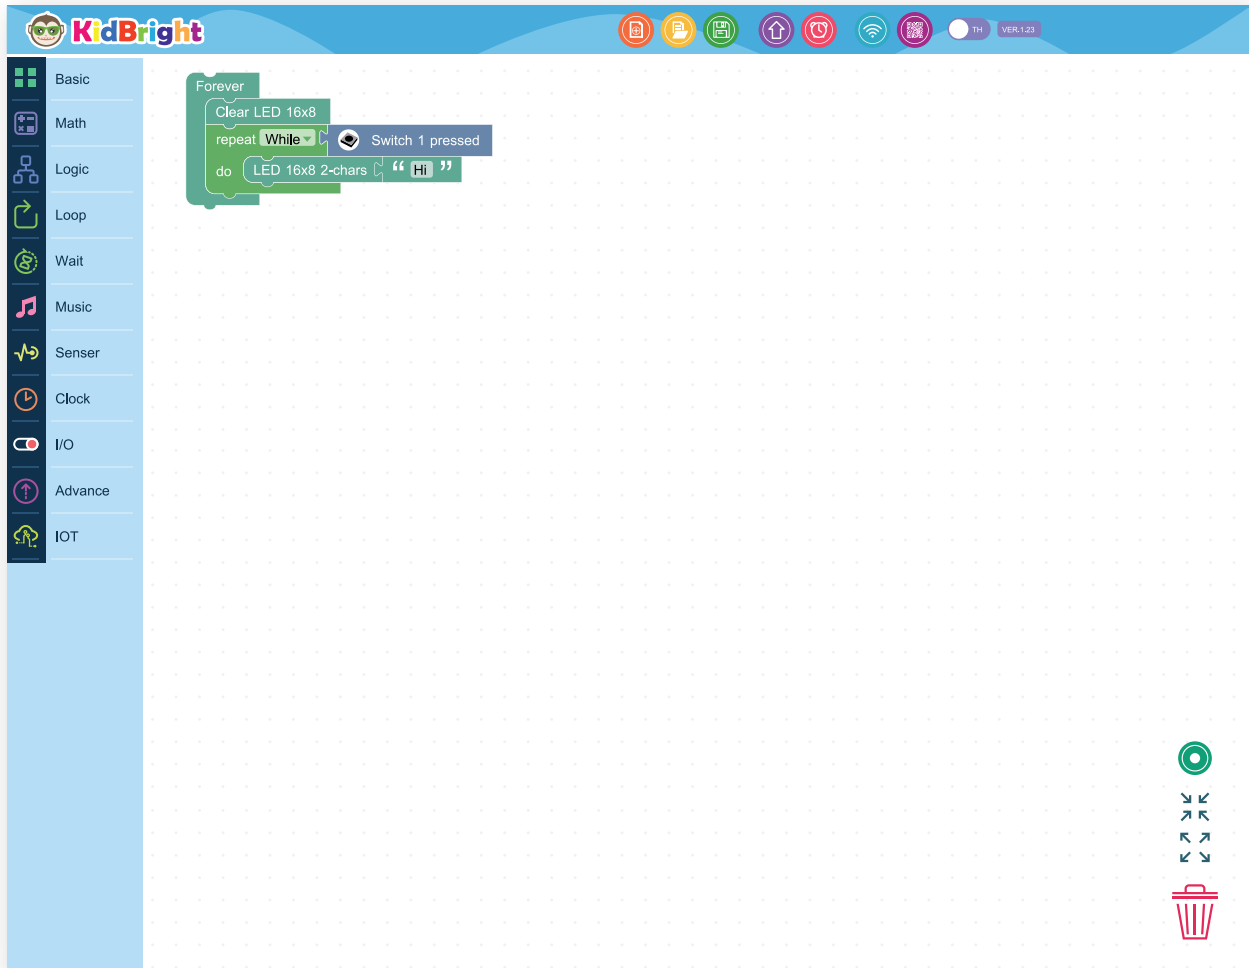 KidBright
TH
VER.1.23
Basic
Math
Logic
Loop
Wait
Music
Senser
Clock
I/O
Advance
IOT
Forever
Clear LED 16x8
repeat While Switch 1 pressed
do LED 16x8 2-chars “ Hi ”